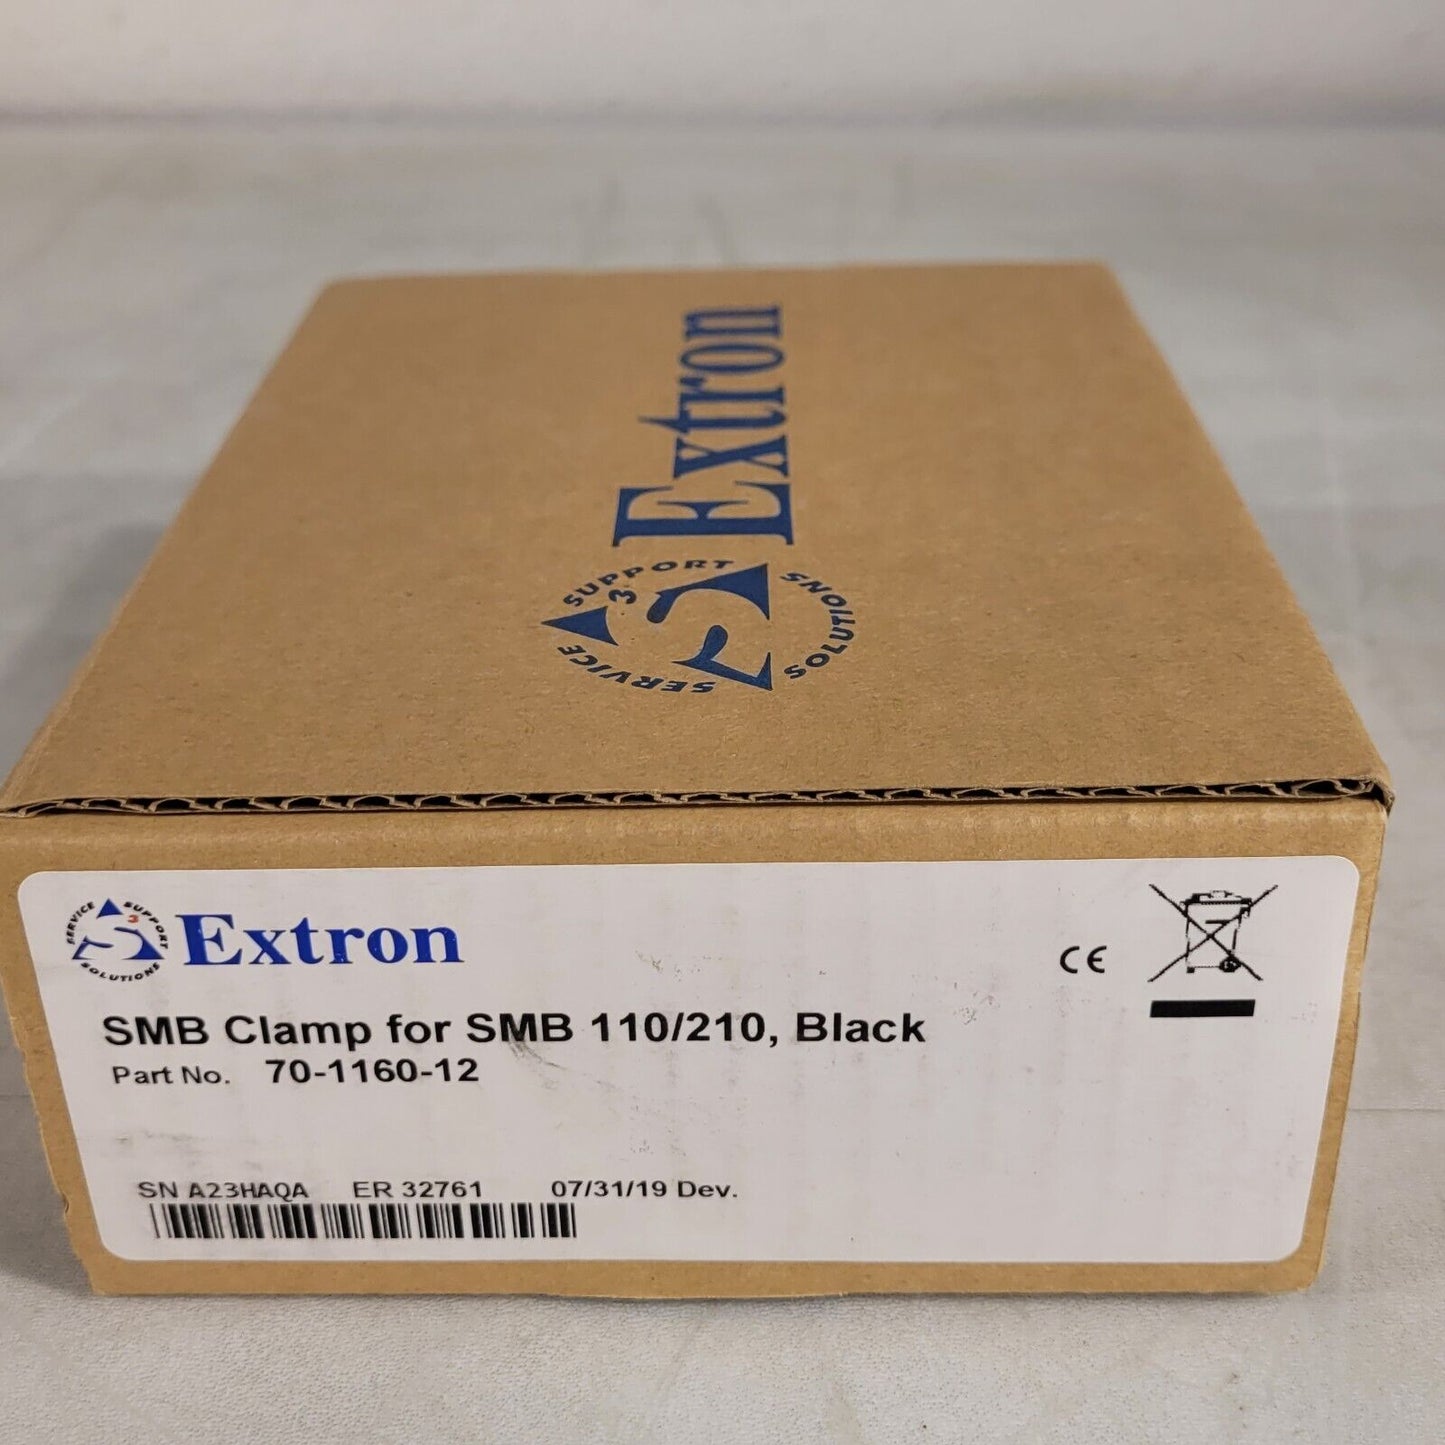 Extron
SUPPORT
3
SERVICE
SOLUTIONS
SERVICE
SUPPORT
3
SOLUTIONS
Extron
CE
SMB Clamp for SMB 110/210, Black
Part No. 70-1160-12
SN A23HAQA ER 32761 07/31/19 Dev.